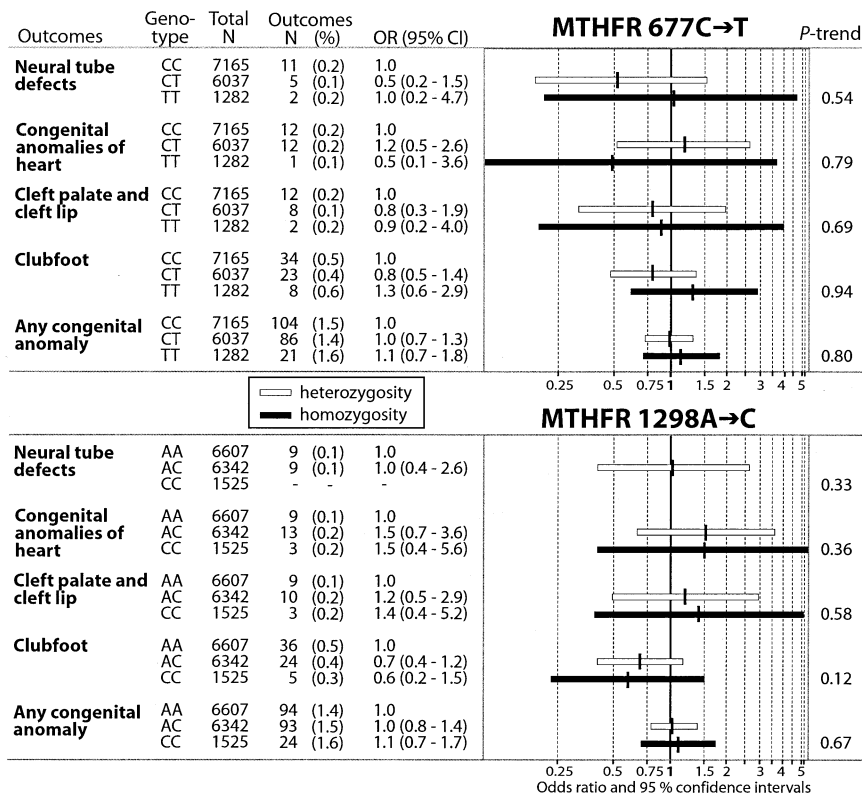 Outcomes Geno-type Total N Outcomes N (%) OR (95% CI) MTHFR 677C→T P-trend
Neural tube defects CC 7165 11 (0.2) 1.0
CT 6037 5 (0.1) 0.5 (0.2 - 1.5)
TT 1282 2 (0.2) 1.0 (0.2 - 4.7) 0.54
Congenital anomalies of heart CC 7165 12 (0.2) 1.0
CT 6037 12 (0.2) 1.2 (0.5 - 2.6)
TT 1282 1 (0.1) 0.5 (0.1 - 3.6) 0.79
Cleft palate and cleft lip CC 7165 12 (0.2) 1.0
CT 6037 8 (0.1) 0.8 (0.3 - 1.9)
TT 1282 2 (0.2) 0.9 (0.2 - 4.0) 0.69
Clubfoot CC 7165 34 (0.5) 1.0
CT 6037 23 (0.4) 0.8 (0.5 - 1.4)
TT 1282 8 (0.6) 1.3 (0.6 - 2.9) 0.94
Any congenital anomaly CC 7165 104 (1.5) 1.0
CT 6037 86 (1.4) 1.0 (0.7 - 1.3)
TT 1282 21 (1.6) 1.1 (0.7 - 1.8) 0.80
0.25 0.5 0.75 1 1.5 2 3 4 5
heterozygosity
homozygosity
MTHFR 1298A→C
Neural tube defects AA 6607 9 (0.1) 1.0
AC 6342 9 (0.1) 1.0 (0.4 - 2.6)
CC 1525 - - - 0.33
Congenital anomalies of heart AA 6607 9 (0.1) 1.0
AC 6342 13 (0.2) 1.5 (0.7 - 3.6)
CC 1525 3 (0.2) 1.5 (0.4 - 5.6) 0.36
Cleft palate and cleft lip AA 6607 9 (0.1) 1.0
AC 6342 10 (0.2) 1.2 (0.5 - 2.9)
CC 1525 3 (0.2) 1.4 (0.4 - 5.2) 0.58
Clubfoot AA 6607 36 (0.5) 1.0
AC 6342 24 (0.4) 0.7 (0.4 - 1.2)
CC 1525 5 (0.3) 0.6 (0.2 - 1.5) 0.12
Any congenital anomaly AA 6607 94 (1.4) 1.0
AC 6342 93 (1.5) 1.0 (0.8 - 1.4)
CC 1525 24 (1.6) 1.1 (0.7 - 1.7) 0.67
0.25 0.5 0.75 1 1.5 2 3 4 5
Odds ratio and 95 % confidence intervals